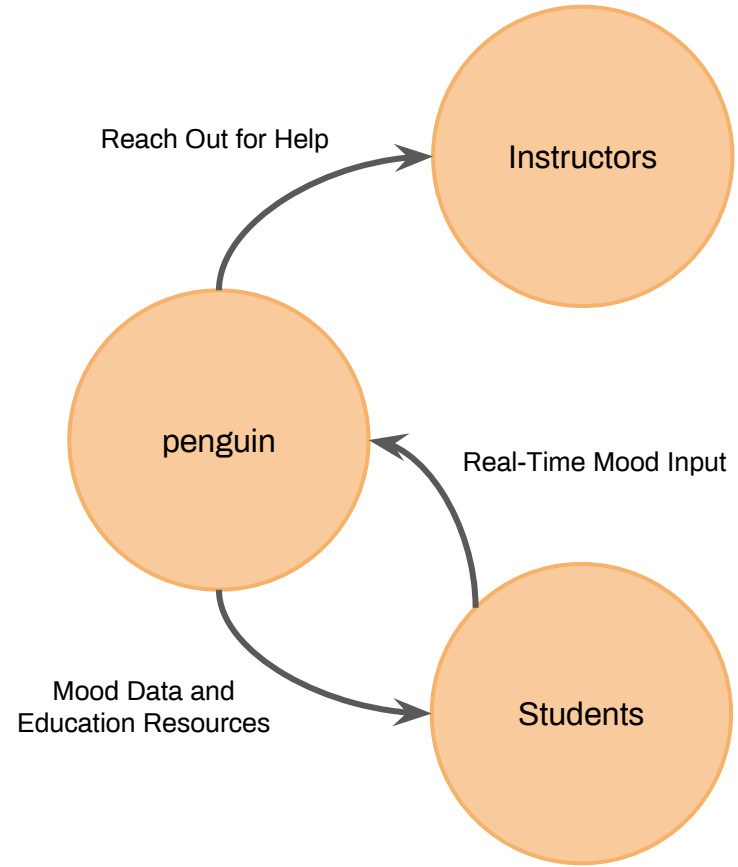 Reach Out for Help
Instructors
penguin
Real-Time Mood Input
Mood Data and
Education Resources
Students